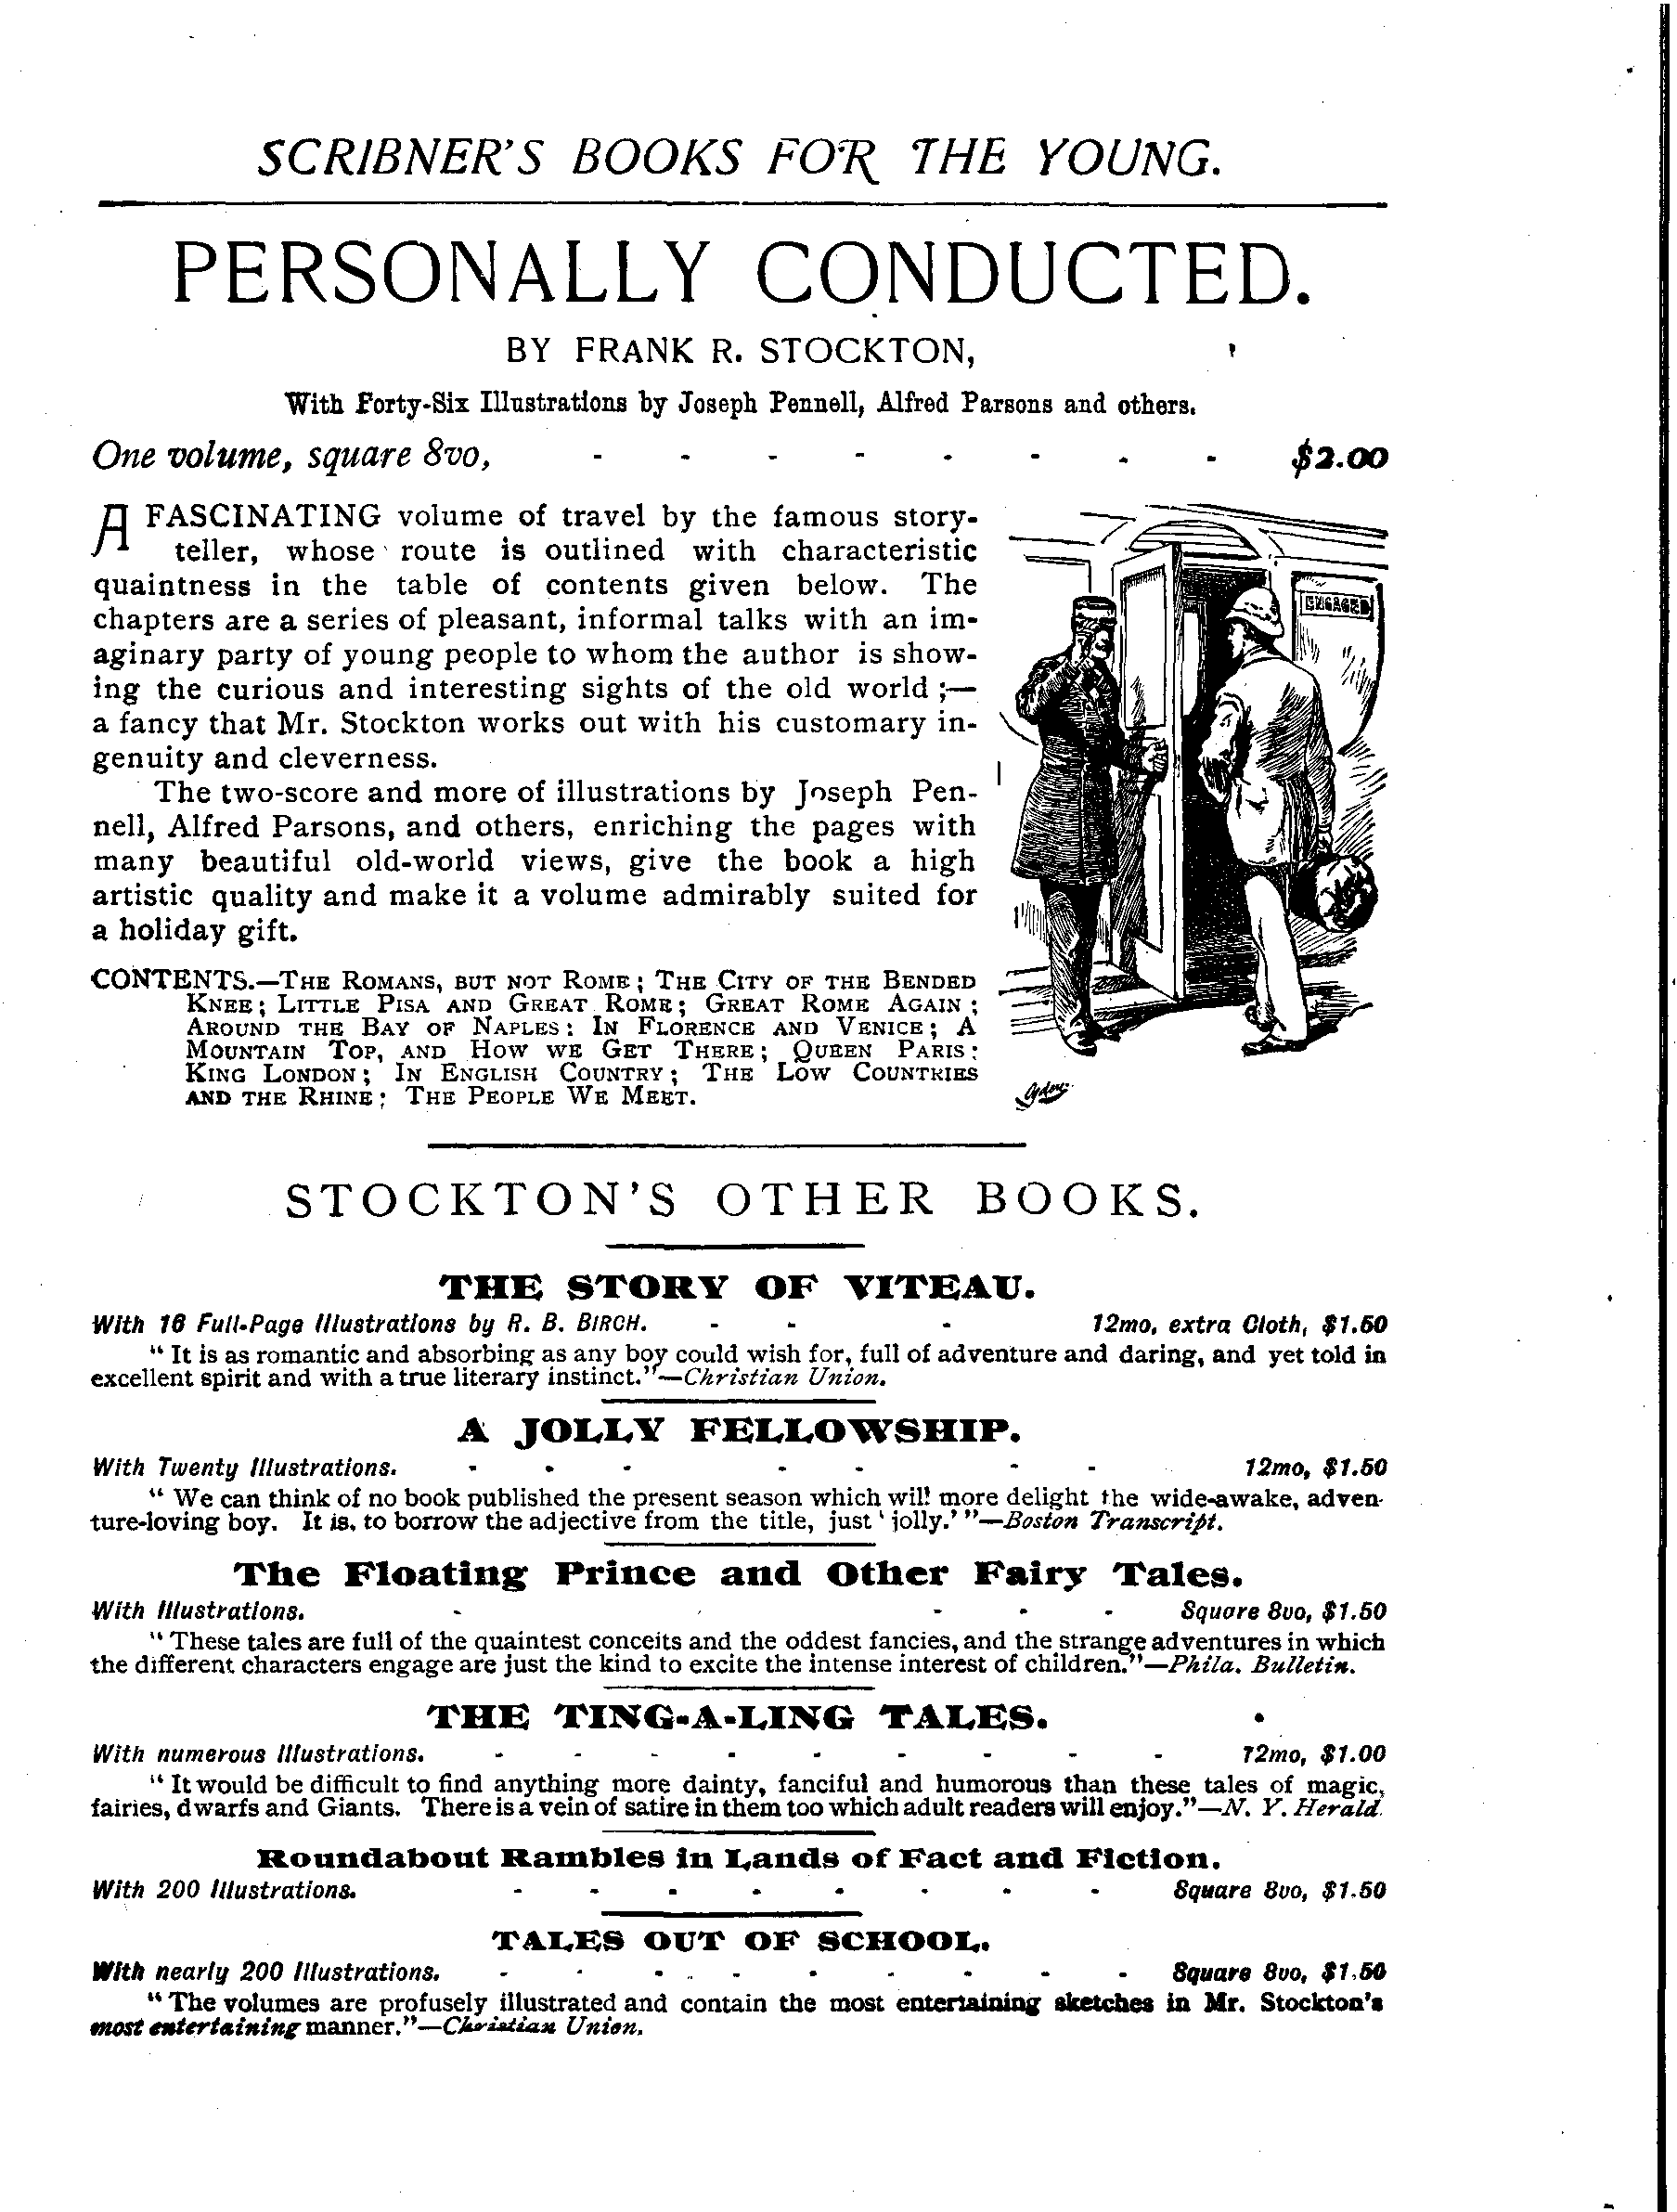 SCRIBNER'S BOOKS FOR THE YOUNG.
PERSONALLY CONDUCTED.
BY FRANK R. STOCKTON,
With Forty-Six Illustrations by Joseph Pennell, Alfred Parsons and others.
One volume, square 8vo, - - - - - - - - $2.00
A FASCINATING volume of travel by the famous story-
teller, whose route is outlined with characteristic
quaintness in the table of contents given below. The
chapters are a series of pleasant, informal talks with an im-
aginary party of young people to whom the author is show-
ing the curious and interesting sights of the old world ;—
a fancy that Mr. Stockton works out with his customary in-
genuity and cleverness.
The two-score and more of illustrations by Joseph Pen-
nell, Alfred Parsons, and others, enriching the pages with
many beautiful old-world views, give the book a high
artistic quality and make it a volume admirably suited for
a holiday gift.
ENGAGED
CONTENTS.—THE ROMANS, BUT NOT ROME; THE CITY OF THE BENDED
KNEE; LITTLE PISA AND GREAT ROME; GREAT ROME AGAIN;
AROUND THE BAY OF NAPLES: IN FLORENCE AND VENICE; A
MOUNTAIN TOP, AND HOW WE GET THERE; QUEEN PARIS:
KING LONDON; IN ENGLISH COUNTRY; THE LOW COUNTRIES
AND THE RHINE; THE PEOPLE WE MEET.
STOCKTON'S OTHER BOOKS.
THE STORY OF VITEAU.
With 16 Full-Page Illustrations by R. B. BIRCH. - - - 12mo, extra Cloth, $1.50
"It is as romantic and absorbing as any boy could wish for, full of adventure and daring, and yet told in
excellent spirit and with a true literary instinct."—Christian Union.
A JOLLY FELLOWSHIP.
With Twenty Illustrations. - - - - - - - 12mo, $1.50
"We can think of no book published the present season which will more delight the wide-awake, adven-
ture-loving boy. It is, to borrow the adjective from the title, just 'jolly.'"—Boston Transcript.
The Floating Prince and Other Fairy Tales.
With Illustrations. - - - - Square 8vo, $1.50
"These tales are full of the quaintest conceits and the oddest fancies, and the strange adventures in which
the different characters engage are just the kind to excite the intense interest of children."—Phila. Bulletin.
THE TING-A-LING TALES.
With numerous Illustrations. - - - - - - - - - 12mo, $1.00
"It would be difficult to find anything more dainty, fanciful and humorous than these tales of magic,
fairies, dwarfs and Giants. There is a vein of satire in them too which adult readers will enjoy."—N. Y. Herald.
Roundabout Rambles in Lands of Fact and Fiction.
With 200 Illustrations. - - - - - - - - Square 8vo, $1.50
TALES OUT OF SCHOOL.
With nearly 200 Illustrations. - - - - - - - - - Square 8vo, $1.50
"The volumes are profusely illustrated and contain the most entertaining sketches in Mr. Stockton's
most entertaining manner."—Christian Union.